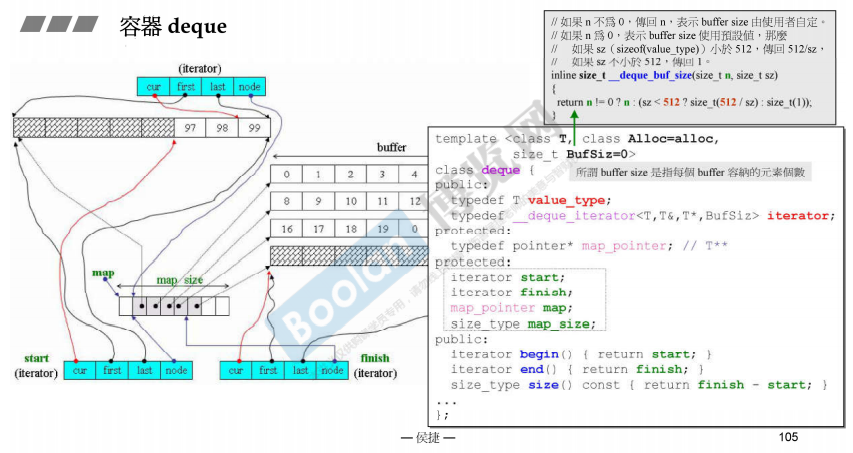 容器 deque
// 如果 n 不為 0，傳回 n，表示 buffer size 由使用者自定。
// 如果 n 為 0，表示 buffer size 使用預設值，那麼
// 如果 sz（sizeof(value_type)）小於 512，傳回 512/sz，
// 如果 sz 不小於 512，傳回 1。
inline size_t __deque_buf_size(size_t n, size_t sz)
{
return n != 0 ? n : (sz < 512 ? size_t(512 / sz) : size_t(1));
}
(iterator)
cur first last node
97 98 99
buffer
0 1 2 3 4
8 9 10 11 12
16 17 18 19 0
map
map size
start
(iterator)
cur first last node
cur first last node
finish
(iterator)
template <class T, class Alloc=alloc,
size_t BufSiz=0>
class deque {
所謂 buffer size 是指每個 buffer 容納的元素個數
public:
typedef T value_type;
typedef __deque_iterator<T,T&,T*,BufSiz> iterator;
protected:
typedef pointer* map_pointer; // T**
protected:
iterator start;
iterator finish;
map_pointer map;
size_type map_size;
public:
iterator begin() { return start; }
iterator end() { return finish; }
size_type size() const { return finish - start; }
...
};
Boolan
博览网
— 侯捷 —
105